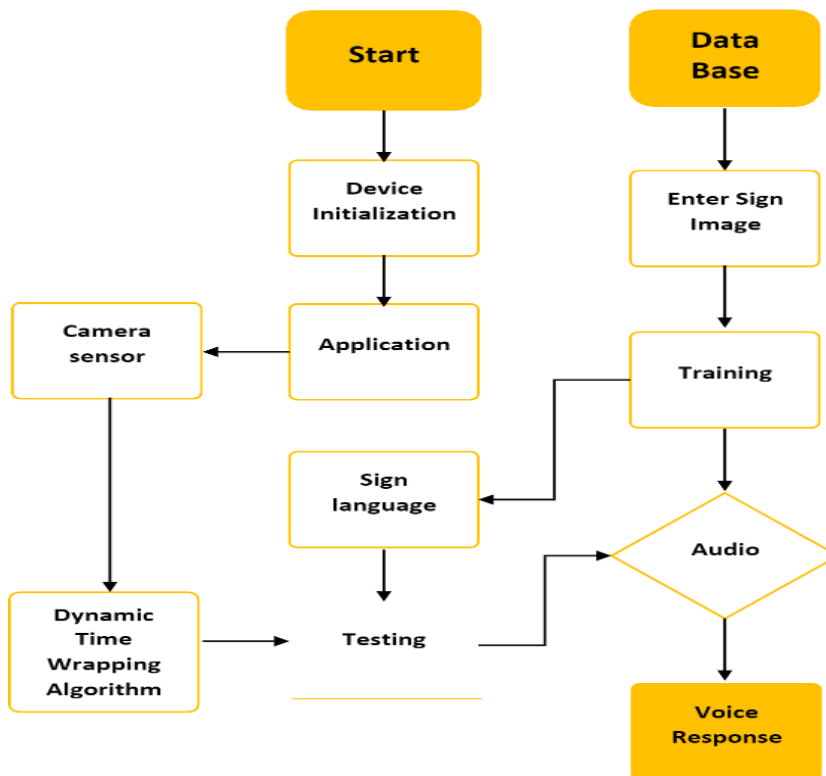 Start
Data
Base
Device
Initialization
Enter Sign
Image
Camera
sensor
Application
Training
Sign
language
Audio
Dynamic
Time
Wrapping
Algorithm
Testing
Voice
Response